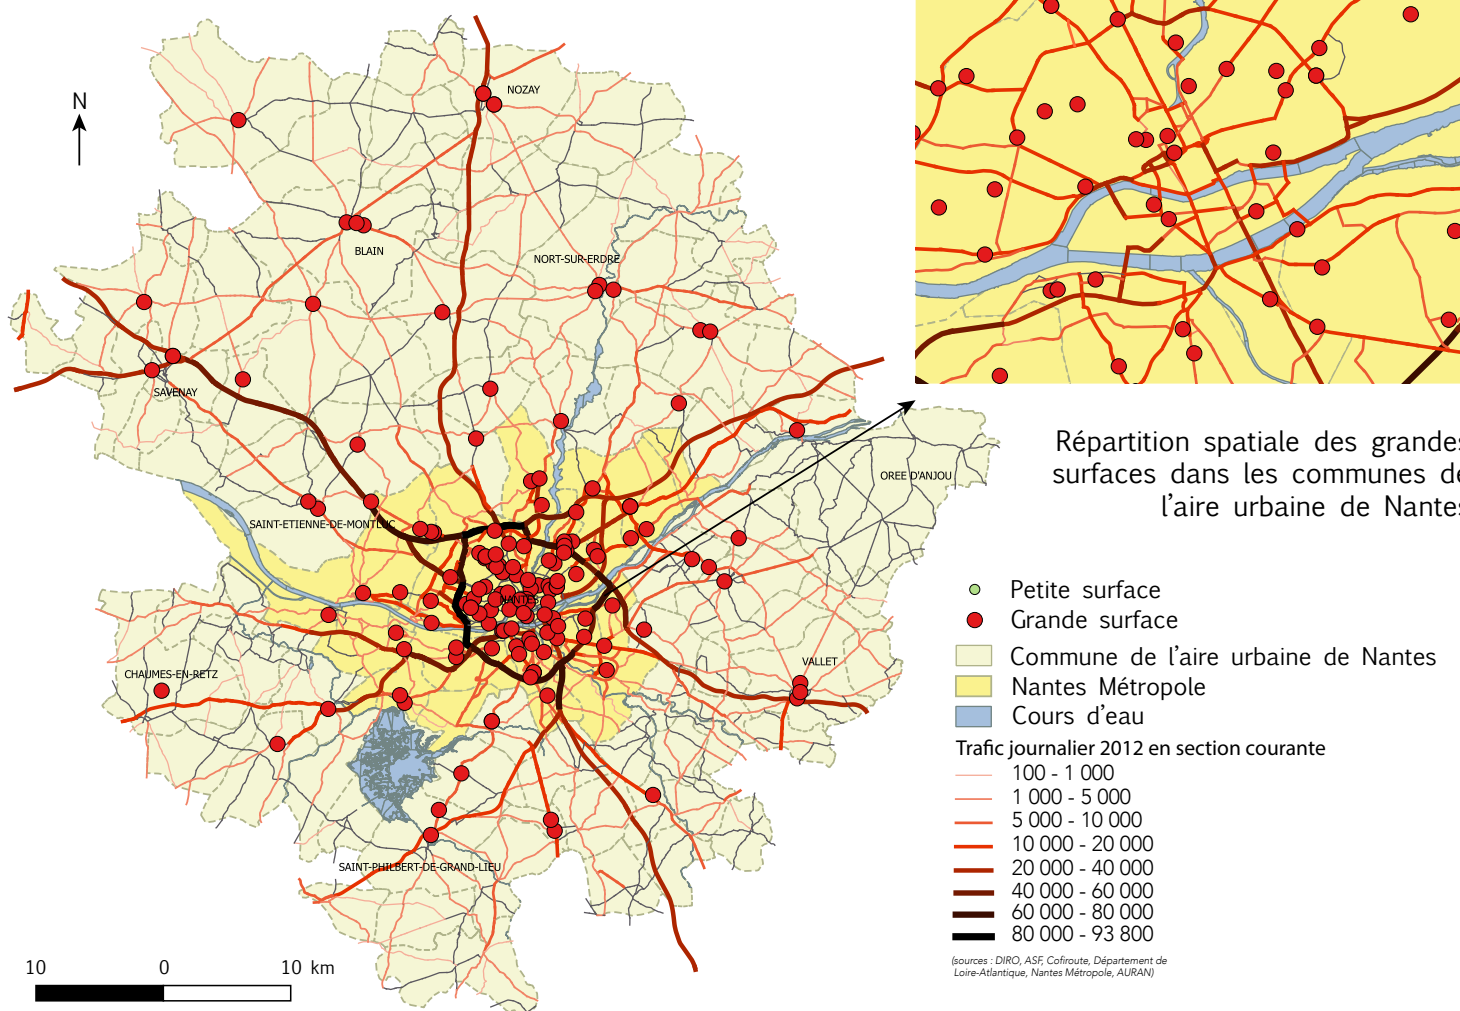 N
NOZAY
BLAIN
NORT-SUR-ERDRE
SAVENAY
OREE D'ANJOU
SAINT-ETIENNE-DE-MONTLUC
NANTES
CHAUMES-EN-RETZ
VALLET
SAINT-PHILBERT-DE-GRAND-LIEU
10 0 10 km
Répartition spatiale des grandes
surfaces dans les communes de
l'aire urbaine de Nantes
Petite surface
Grande surface
Commune de l'aire urbaine de Nantes
Nantes Métropole
Cours d'eau
Trafic journalier 2012 en section courante
100 - 1 000
1 000 - 5 000
5 000 - 10 000
10 000 - 20 000
20 000 - 40 000
40 000 - 60 000
60 000 - 80 000
80 000 - 93 800
(sources : DIRO, ASF, Cofiroute, Département de
Loire-Atlantique, Nantes Métropole, AURAN)